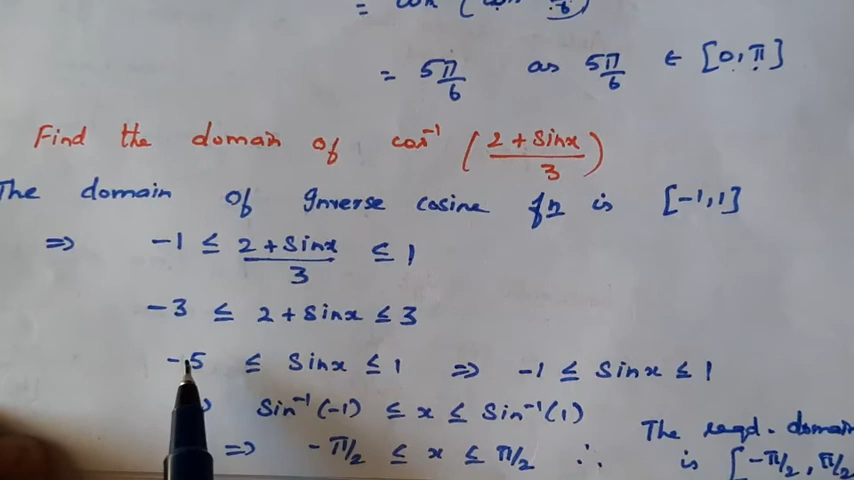 = 5π/6 as 5π/6 ∈ [0, π]
Find the domain of cos⁻¹ ((2 + sinx)/3)
The domain of Inverse cosine fn is [-1,1]
⇒ -1 ≤ (2 + sinx)/3 ≤ 1
-3 ≤ 2 + sinx ≤ 3
-5 ≤ sinx ≤ 1 ⇒ -1 ≤ sinx ≤ 1
sin⁻¹(-1) ≤ x ≤ sin⁻¹(1)
⇒ -π/2 ≤ x ≤ π/2 ∴ The reqd. domain
is [-π/2, π/2